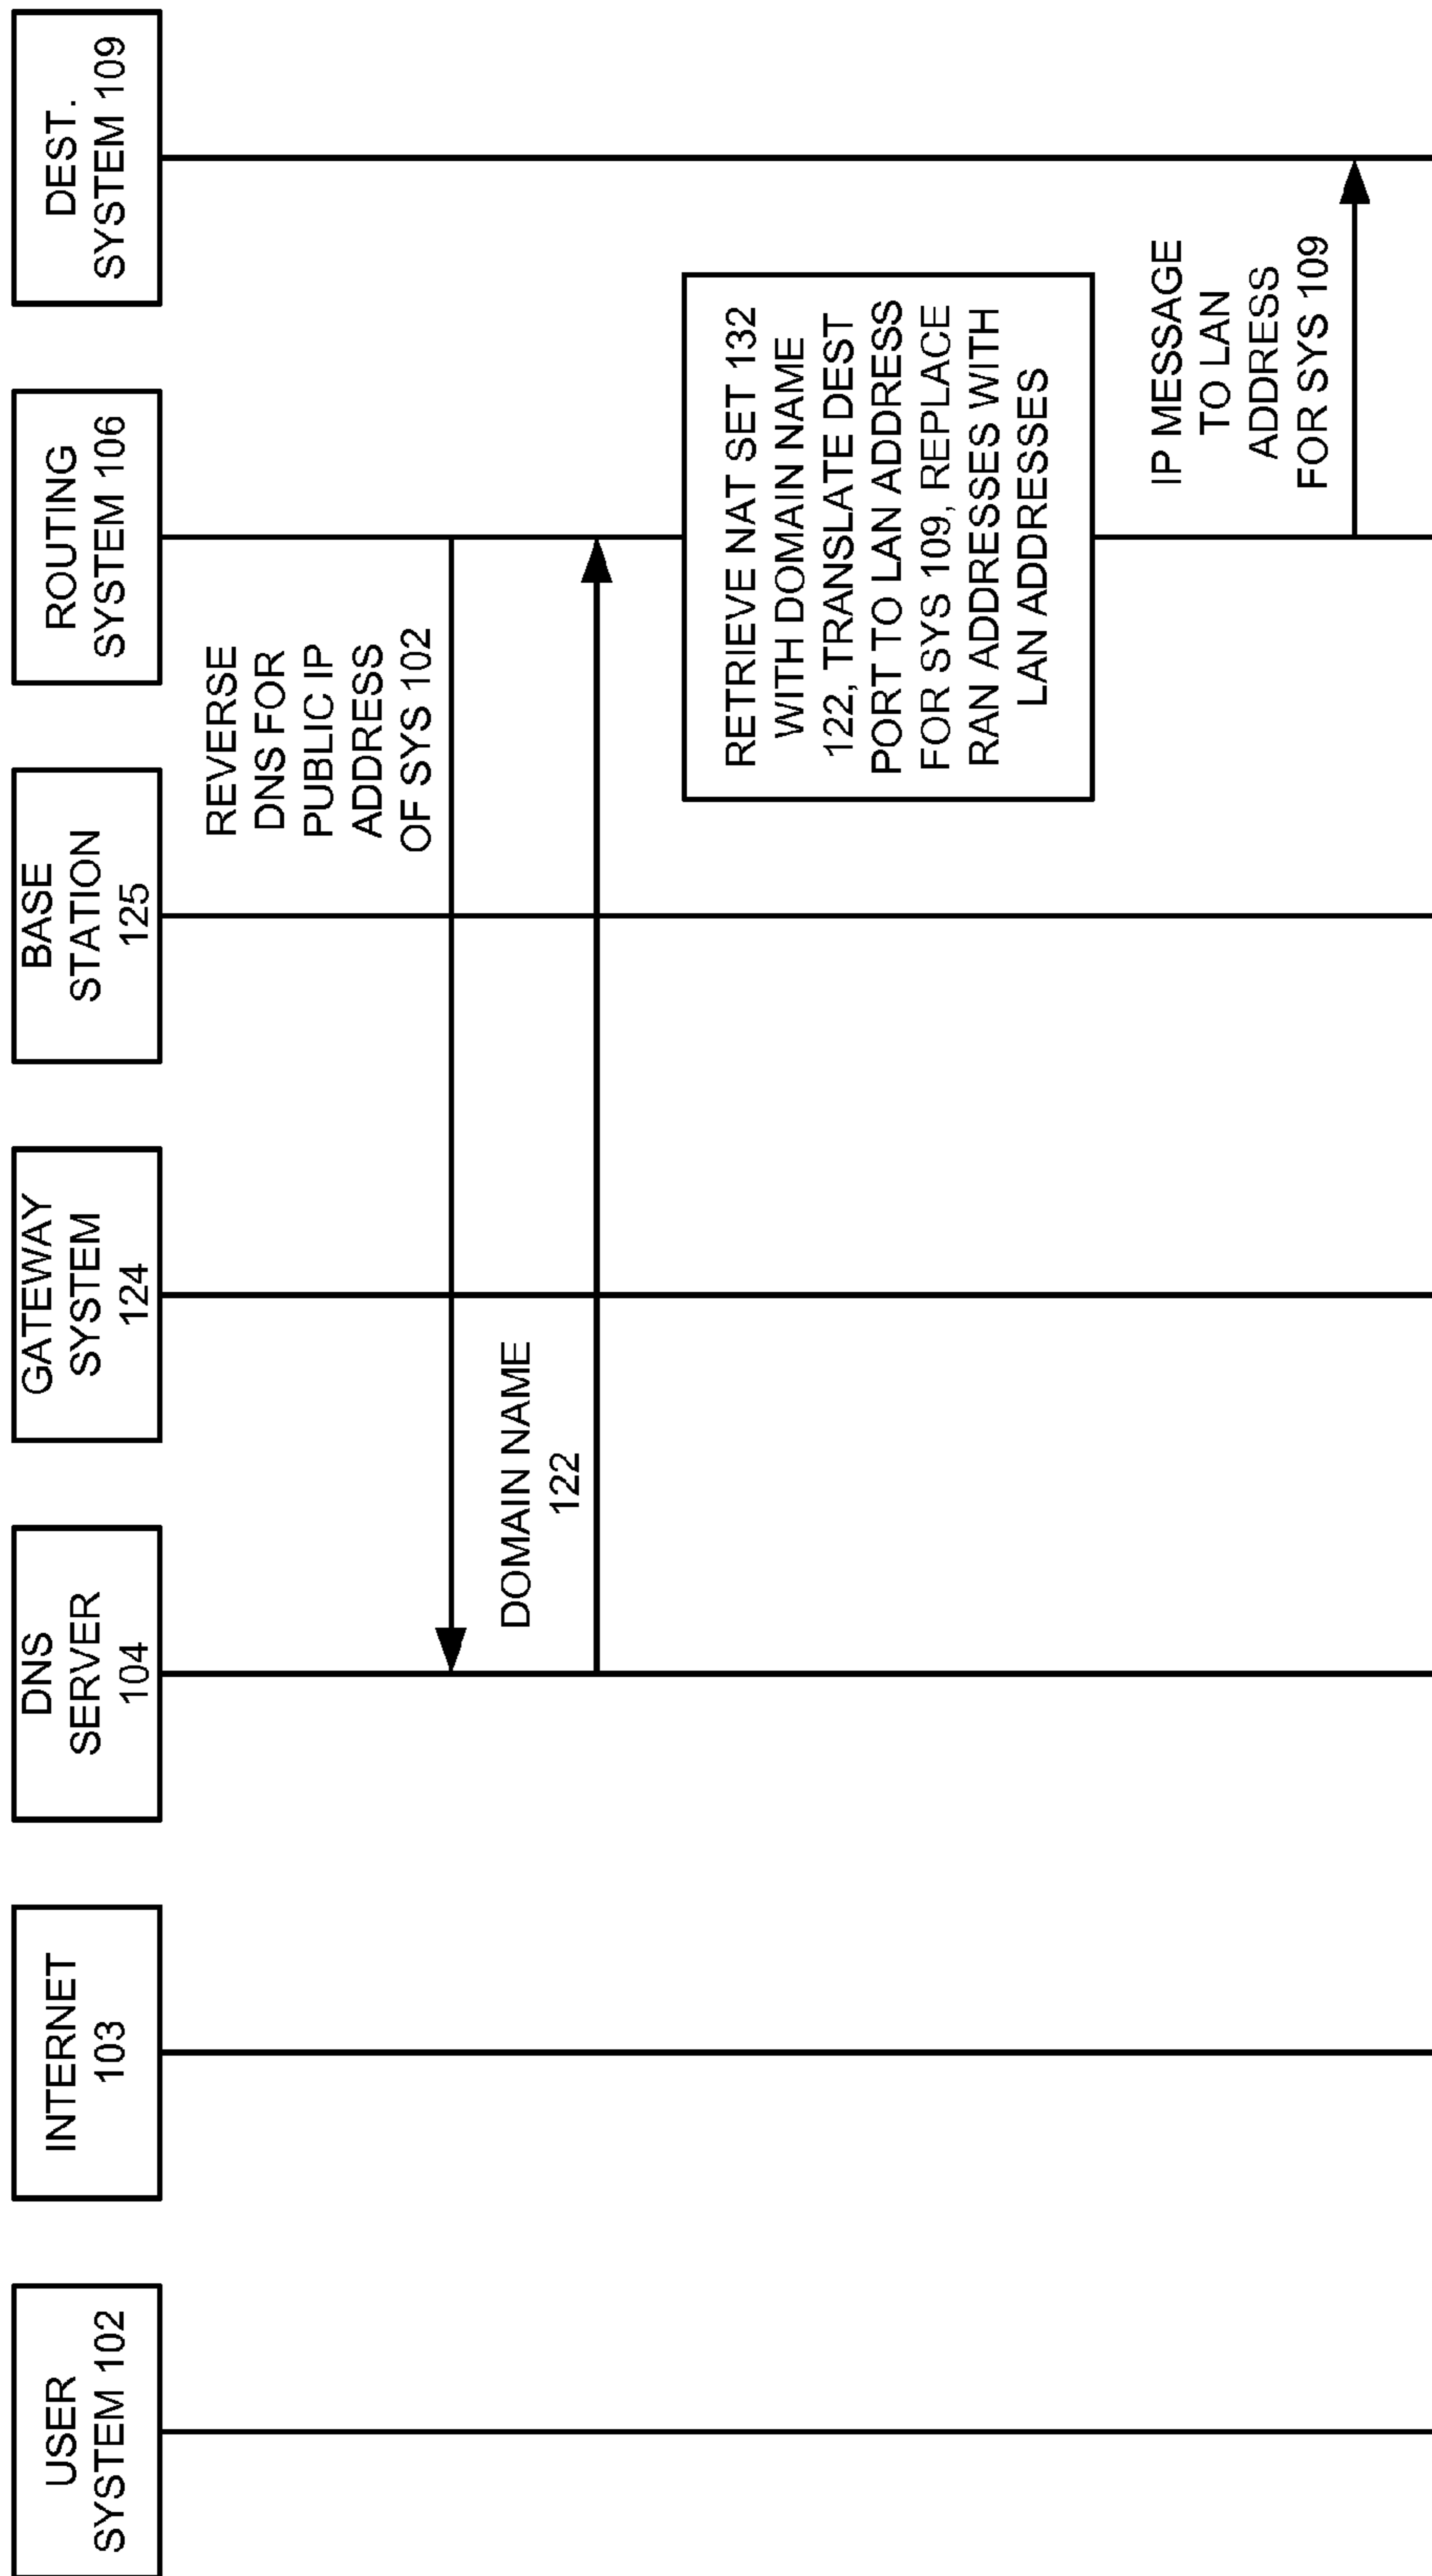 USER
SYSTEM 102
INTERNET
103
DNS
SERVER
104
GATEWAY
SYSTEM
124
BASE
STATION
125
ROUTING
SYSTEM 106
DEST.
SYSTEM 109
REVERSE
DNS FOR
PUBLIC IP
ADDRESS
OF SYS 102
DOMAIN NAME
122
RETRIEVE NAT SET 132
WITH DOMAIN NAME
122, TRANSLATE DEST
PORT TO LAN ADDRESS
FOR SYS 109, REPLACE
RAN ADDRESSES WITH
LAN ADDRESSES
IP MESSAGE
TO LAN
ADDRESS
FOR SYS 109